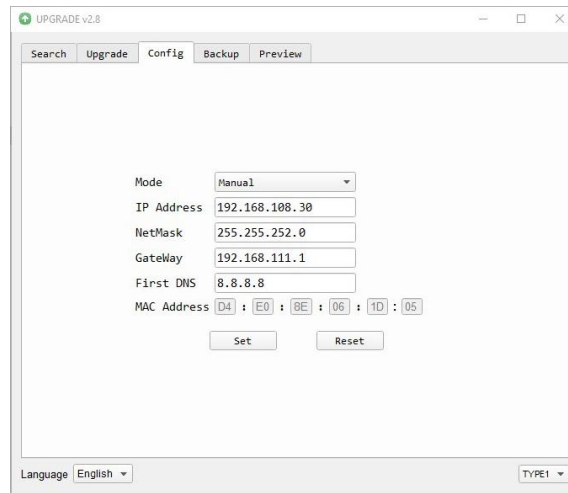 UPGRADE v2.8
Search Upgrade Config Backup Preview
Mode Manual
IP Address 192.168.108.30
NetMask 255.255.252.0
GateWay 192.168.111.1
First DNS 8.8.8.8
MAC Address D4 : E0 : 8E : 06 : 1D : 05
Set Reset
Language English TYPE1